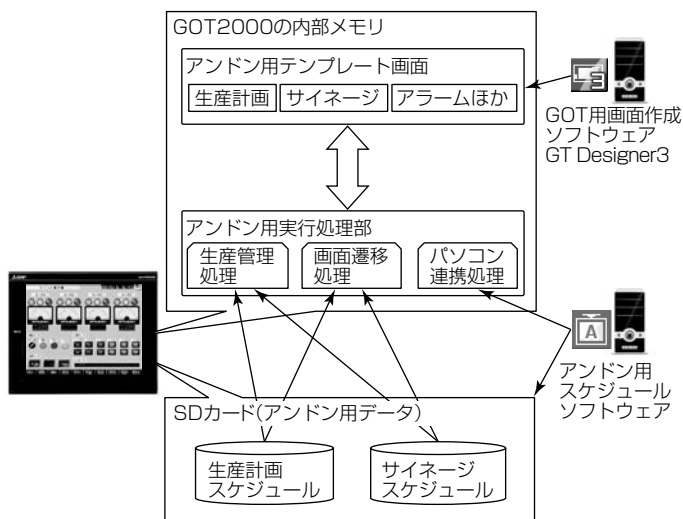 GOT2000の内部メモリ
アンドン用テンプレート画面
生産計画 サイネージ アラームほか
3
GOT用画面作成
ソフトウェア
GT Designer3
アンドン用実行処理部
生産管理
処理
画面遷移
処理
パソコン
連携処理
A
アンドン用
スケジュール
ソフトウェア
SDカード(アンドン用データ)
生産計画
スケジュール
サイネージ
スケジュール